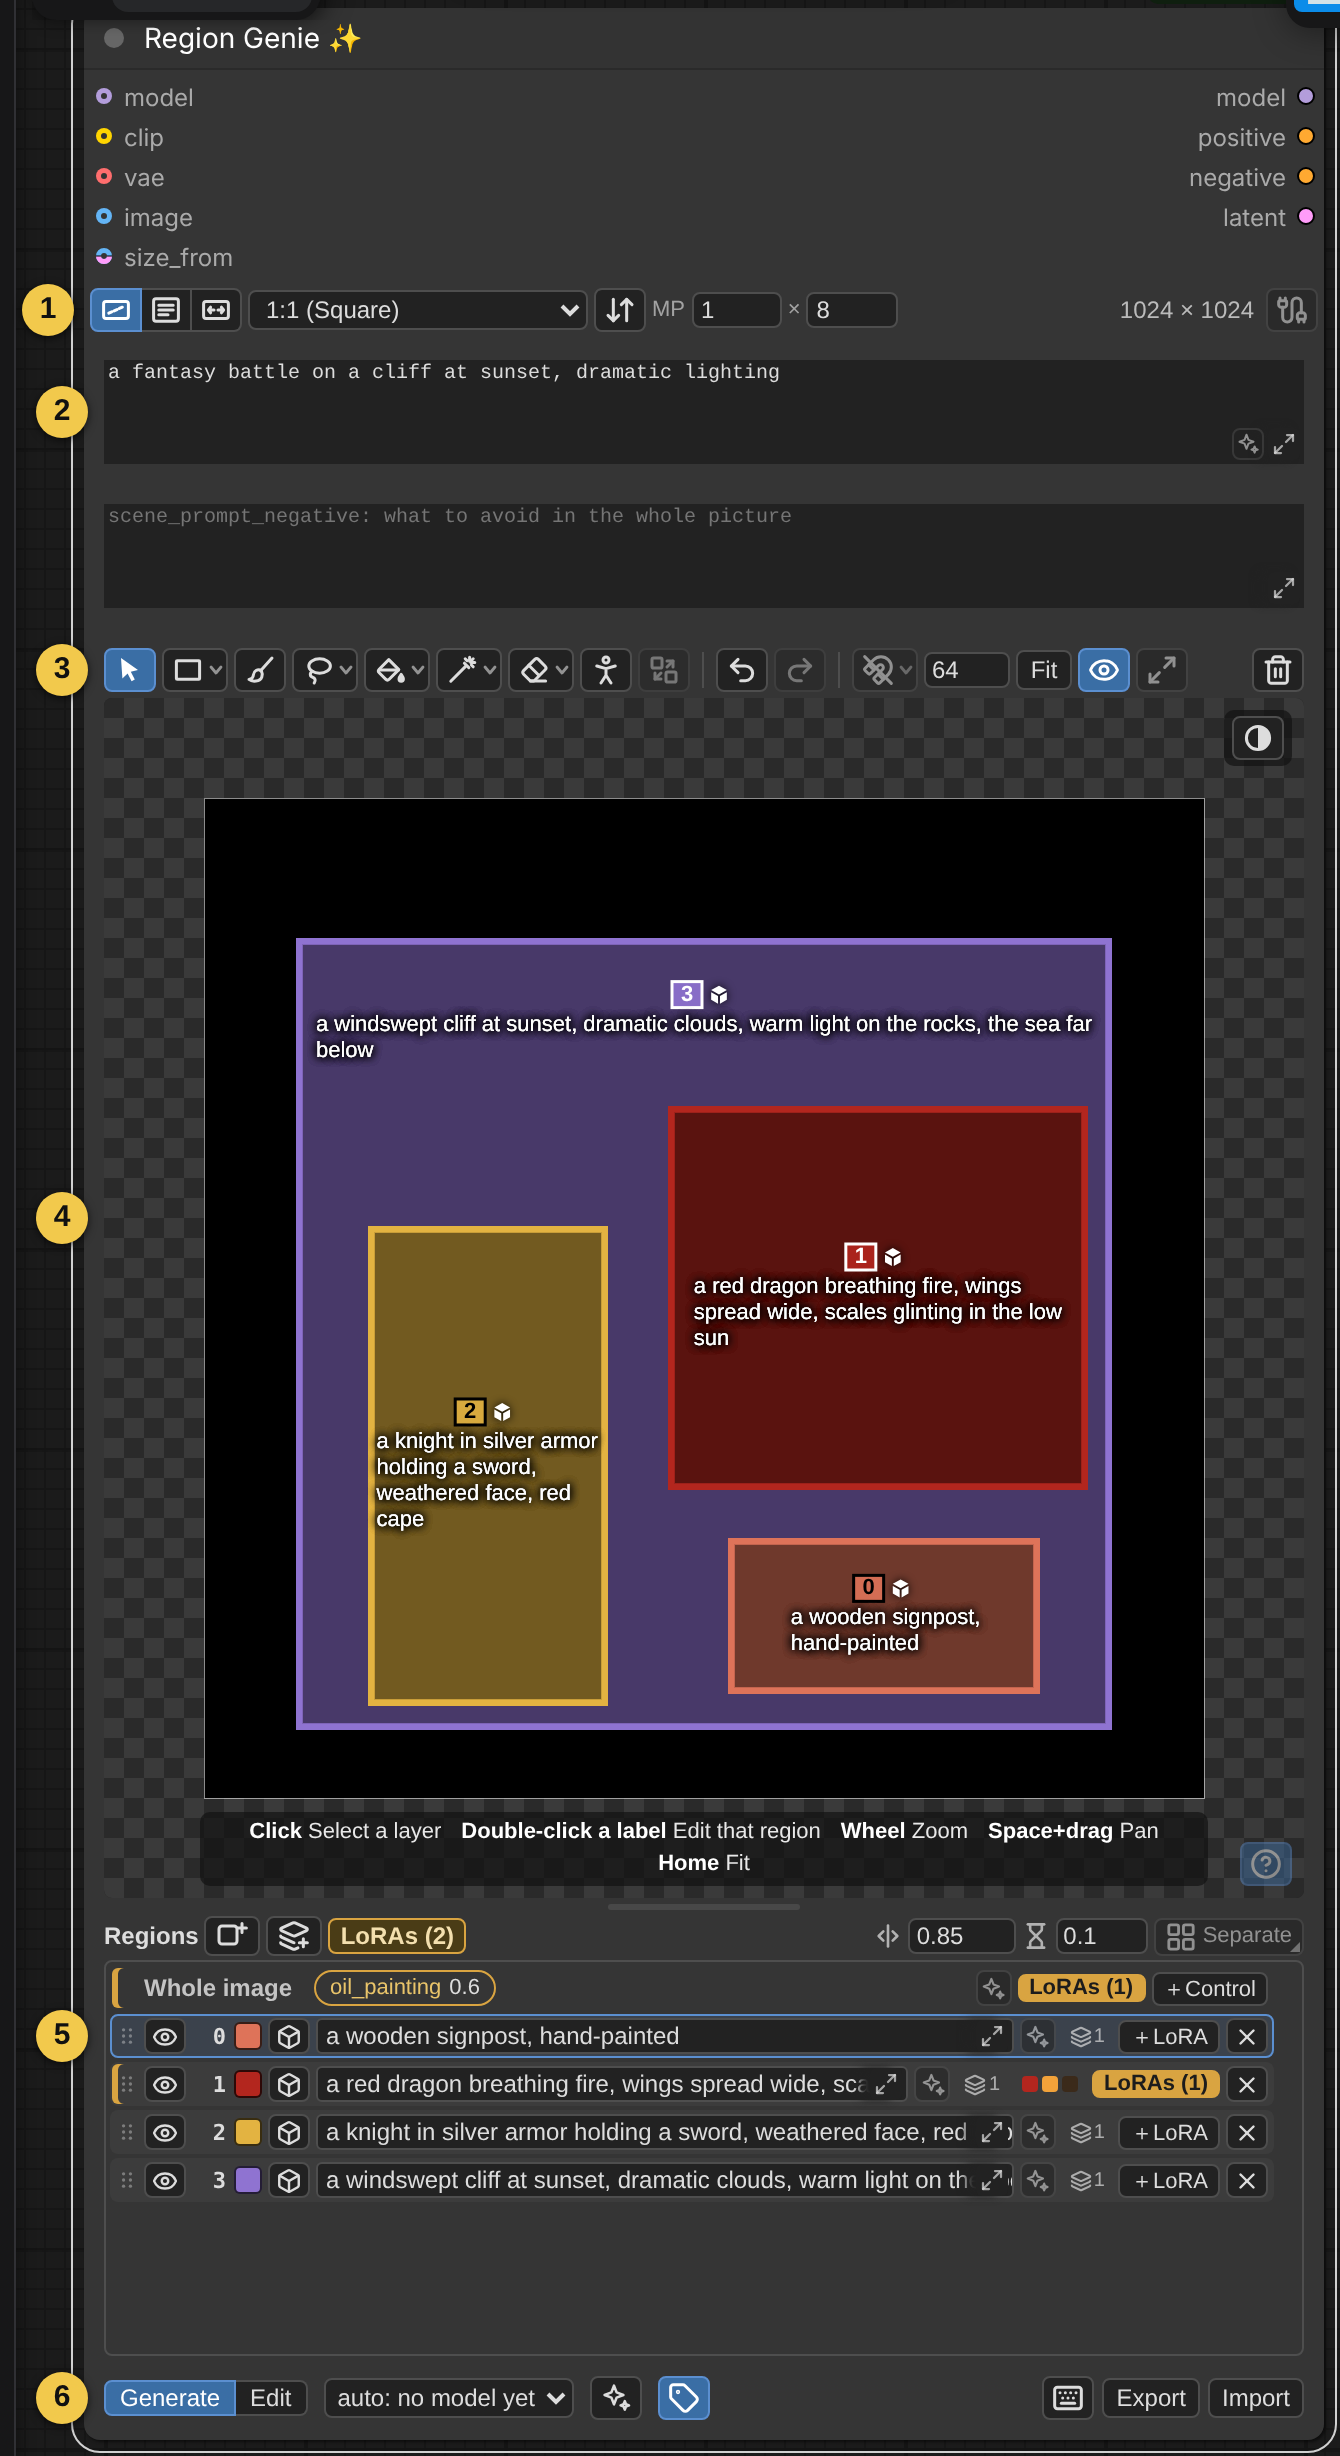 Region Genie ✨
model model
clip positive
vae negative
image latent
size_from
1 1:1 (Square) MP 1 × 8 1024 × 1024
a fantasy battle on a cliff at sunset, dramatic lighting
2
scene_prompt_negative: what to avoid in the whole picture
3 64 Fit
3
a windswept cliff at sunset, dramatic clouds, warm light on the rocks, the sea far
below
4
1
a red dragon breathing fire, wings
spread wide, scales glinting in the low
sun
2
a knight in silver armor
holding a sword,
weathered face, red
cape
0
a wooden signpost,
hand-painted
Click Select a layer Double-click a label Edit that region Wheel Zoom Space+drag Pan
Home Fit
Regions LoRAs (2) 0.85 0.1 Separate
Whole image oil_painting 0.6 LoRAs (1) +Control
5 0 a wooden signpost, hand-painted 1 +LoRA
1 a red dragon breathing fire, wings spread wide, sca 1 LoRAs (1)
2 a knight in silver armor holding a sword, weathered face, red 1 +LoRA
3 a windswept cliff at sunset, dramatic clouds, warm light on th 1 +LoRA
6 Generate Edit auto: no model yet Export Import